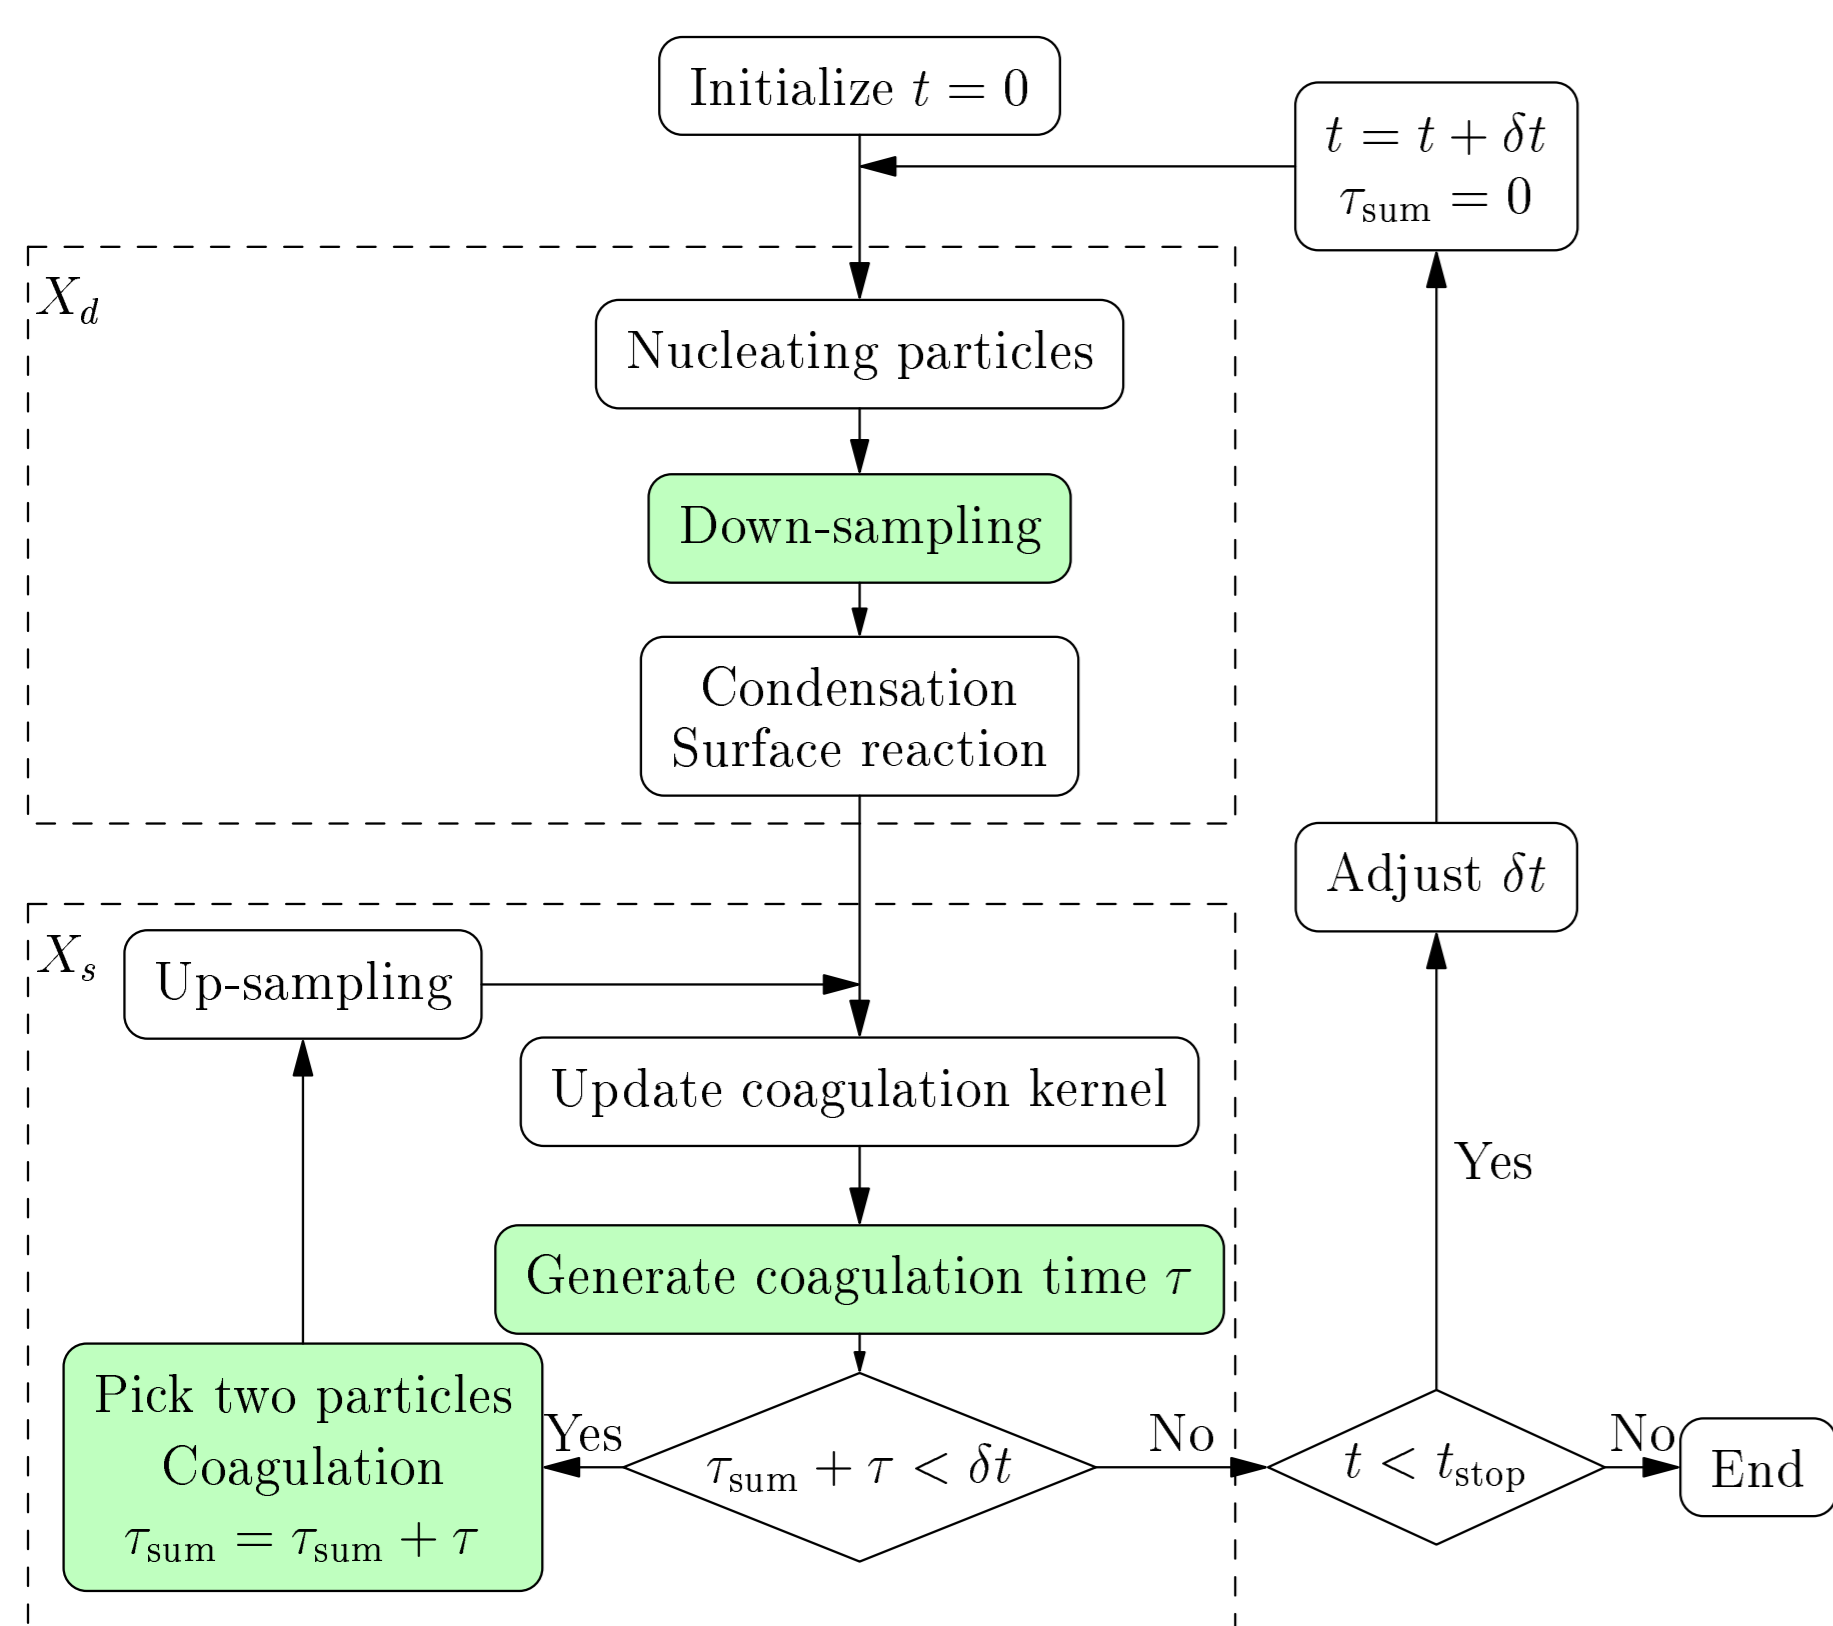 Initialize t = 0
t = t + δt
τsum = 0
Xd
Nucleating particles
Down-sampling
Condensation
Surface reaction
Adjust δt
Xs
Up-sampling
Update coagulation kernel
Yes
Generate coagulation time τ
Pick two particles
Coagulation
τsum = τsum + τ
Yes
τsum + τ < δt
No
t < tstop
No
End